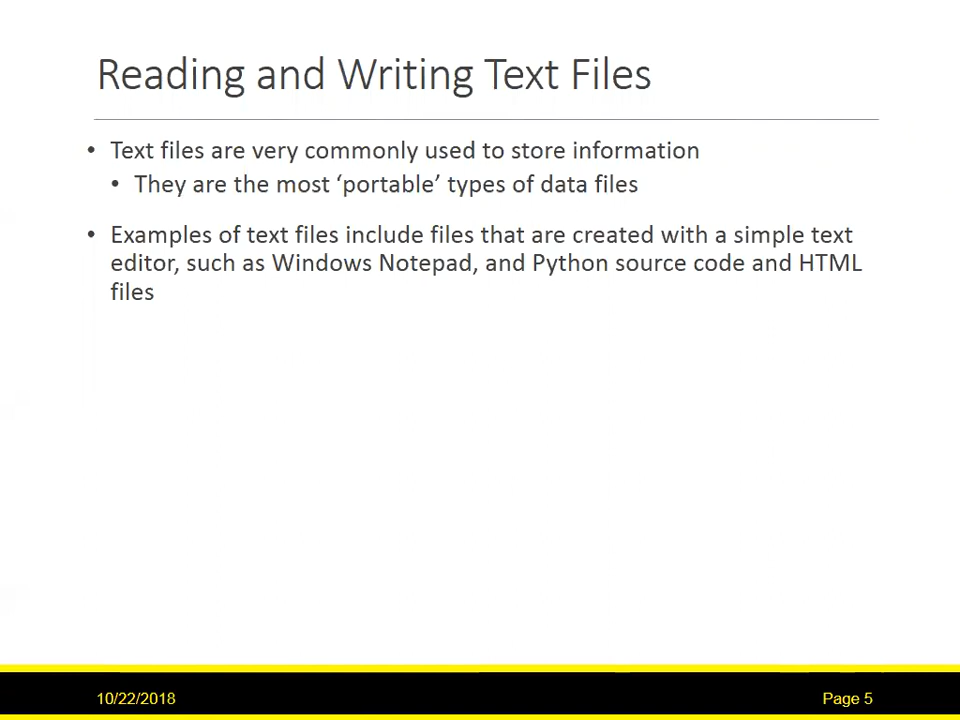 Reading and Writing Text Files
• Text files are very commonly used to store information
• They are the most ‘portable’ types of data files
• Examples of text files include files that are created with a simple text
editor, such as Windows Notepad, and Python source code and HTML
files
10/22/2018
Page 5